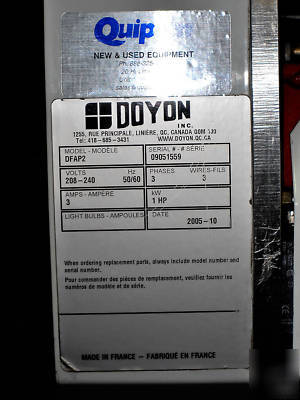 Quip
NEW & USED EQUIPMENT
DOYON
INC.
1255, RUE PRINCIPALE, LINIÈRE, QC, CANADA G0M 1J0
Tel: 418-685-3431
WWW.DOYON.QC.CA
MODEL - MODÈLE
SERIAL # - # SÉRIE
DFAP2
09051559
VOLTS Hz PHASES WIRES-FILS
208-240 50/60 3 3
AMPS - AMPÈRE kW
3 1 HP
LIGHT BULBS - AMPOULES DATE
2005-10
When ordering replacement parts, always include model number and
serial number.
Pour commander des pièces de remplacement, veuillez fournir les
numéros de modèle et de série.
MADE IN FRANCE - FABRIQUÉ EN FRANCE